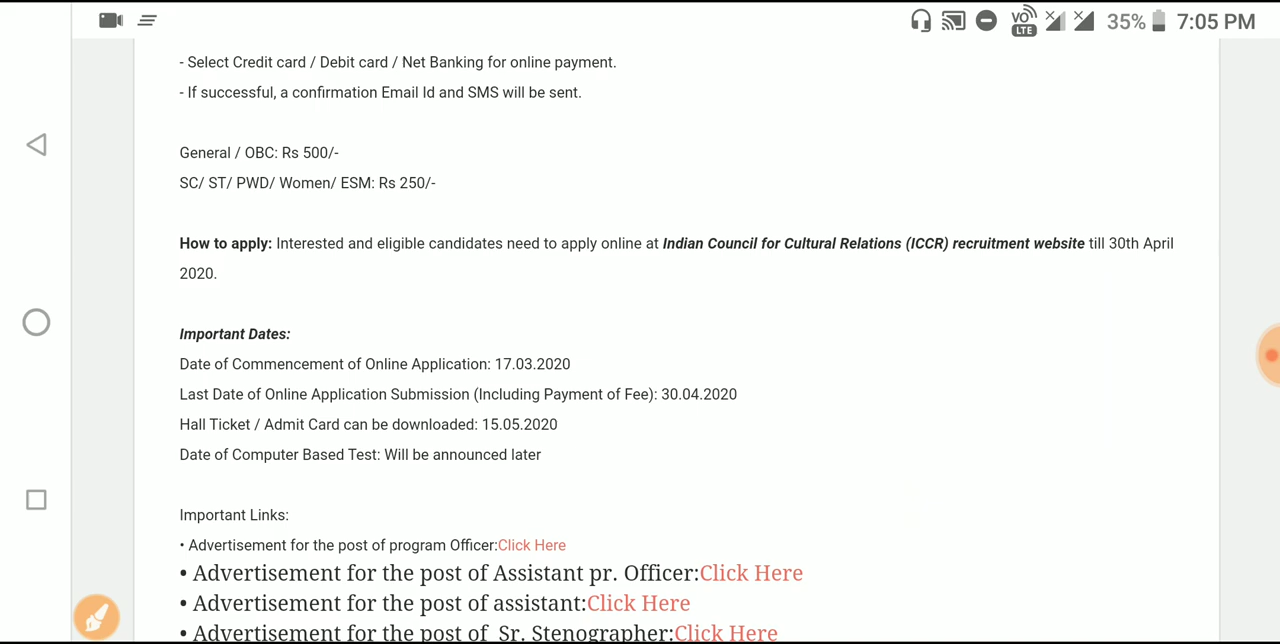 VO LTE 35% 7:05 PM
- Select Credit card / Debit card / Net Banking for online payment.
- If successful, a confirmation Email Id and SMS will be sent.
General / OBC: Rs 500/-
SC/ ST/ PWD/ Women/ ESM: Rs 250/-
How to apply: Interested and eligible candidates need to apply online at Indian Council for Cultural Relations (ICCR) recruitment website till 30th April
2020.
Important Dates:
Date of Commencement of Online Application: 17.03.2020
Last Date of Online Application Submission (Including Payment of Fee): 30.04.2020
Hall Ticket / Admit Card can be downloaded: 15.05.2020
Date of Computer Based Test: Will be announced later
Important Links:
• Advertisement for the post of program Officer:Click Here
• Advertisement for the post of Assistant pr. Officer:Click Here
• Advertisement for the post of assistant:Click Here
• Advertisement for the post of  Sr. Stenographer:Click Here